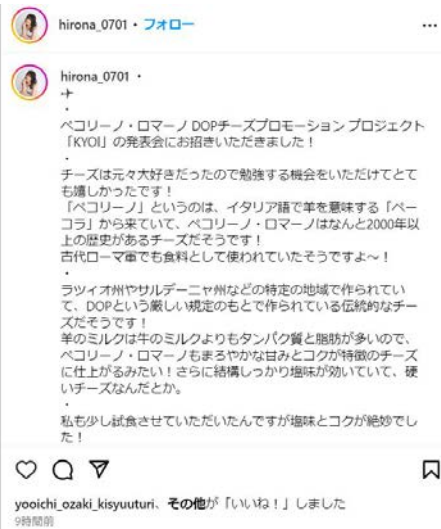 hirona_0701・フォロー
hirona_0701・
・
ペコリーノ・ロマーノ DOPチーズプロモーション プロジェクト
「KYOI」の発表会にお招きいただきました！
・
チーズは元々大好きだったので勉強する機会をいただけてとて
も嬉しかったです！
「ペコリーノ」というのは、イタリア語で羊を意味する「ペー
コラ」から来ていて、ペコリーノ・ロマーノはなんと2000年以
上の歴史があるチーズだそうです！
古代ローマ軍でも食料として使われていたそうですよ〜！
・
ラツィオ州やサルデーニャ州などの特定の地域で作られてい
て、DOPという厳しい規定のもとで作られている伝統的なチー
ズだそうです！
羊のミルクは牛のミルクよりもタンパク質と脂肪が多いので、
ペコリーノ・ロマーノもまろやかな甘みとコクが特徴のチーズ
に仕上がるみたい！さらに結構しっかり塩味が効いていて、硬
いチーズなんだとか。
・
私も少し試食させていただいたんですが塩味とコクが絶妙でし
た！
yooichi_ozaki_kisyuuturi、その他が「いいね！」しました
9時間前